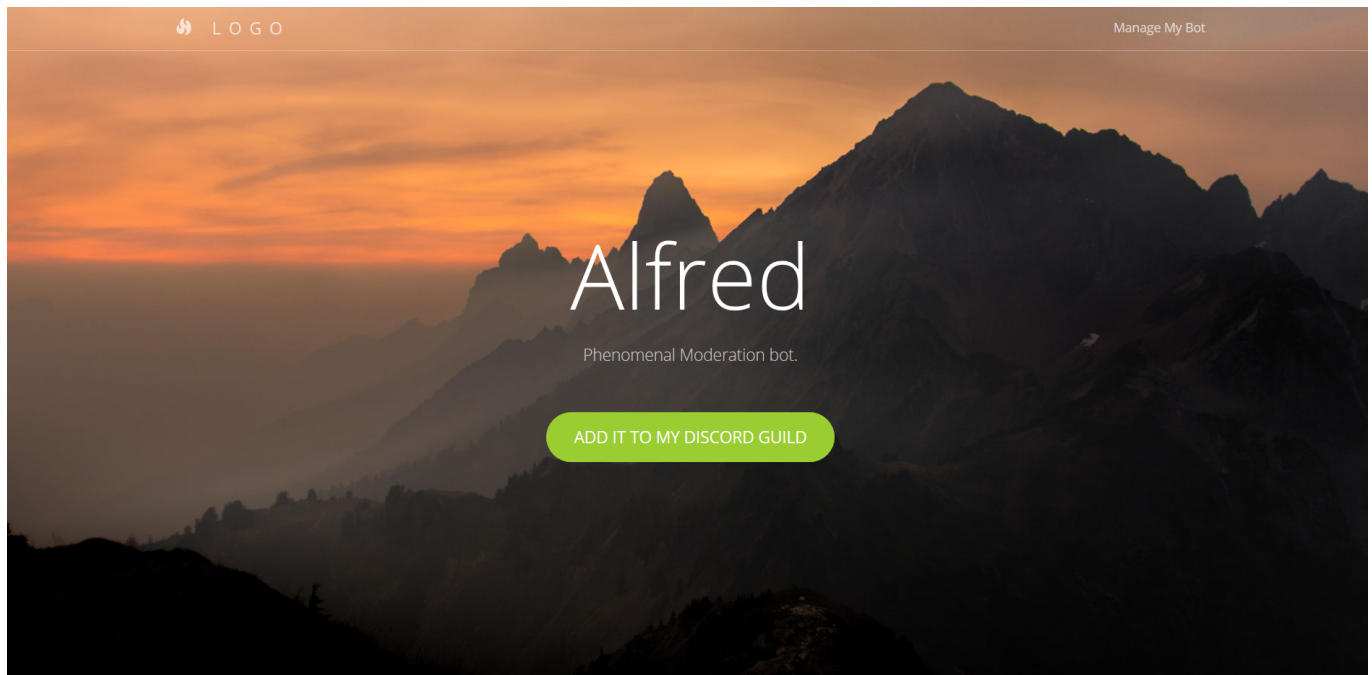 LOGO
Manage My Bot
Alfred
Phenomenal Moderation bot.
ADD IT TO MY DISCORD GUILD